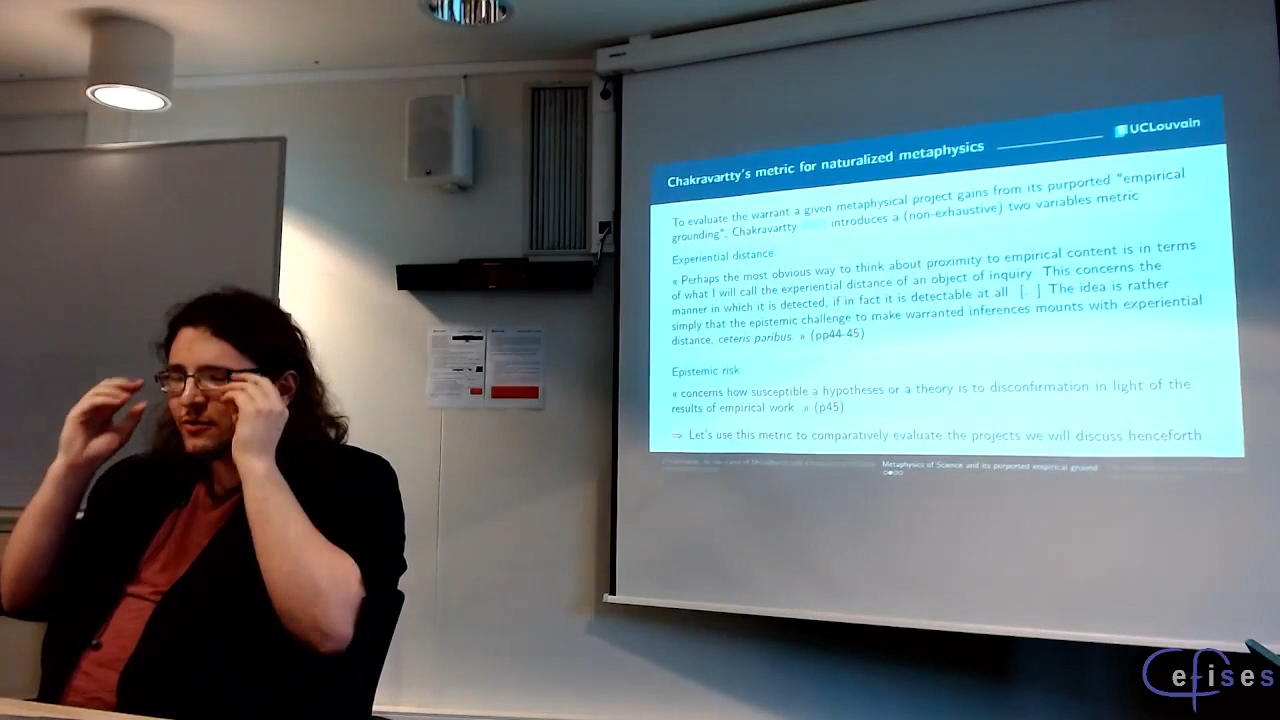 UCLouvain
Chakravartty's metric for naturalized metaphysics
To evaluate the warrant a given metaphysical project gains from its purported "empirical
grounding", Chakravartty introduces a (non-exhaustive) two variables metric
Experiential distance
« Perhaps the most obvious way to think about proximity to empirical content is in terms
of what I will call the experiential distance of an object of inquiry. This concerns the
manner in which it is detected, if in fact it is detectable at all [...] The idea is rather
simply that the epistemic challenge to make warranted inferences mounts with experiential
distance, ceteris paribus. » (pp44-45)
Epistemic risk
« concerns how susceptible a hypotheses or a theory is to disconfirmation in light of the
results of empirical work. » (p45)
⇒ Let's use this metric to comparatively evaluate the projects we will discuss henceforth
Metaphysics of Science and its purported empirical ground
efises